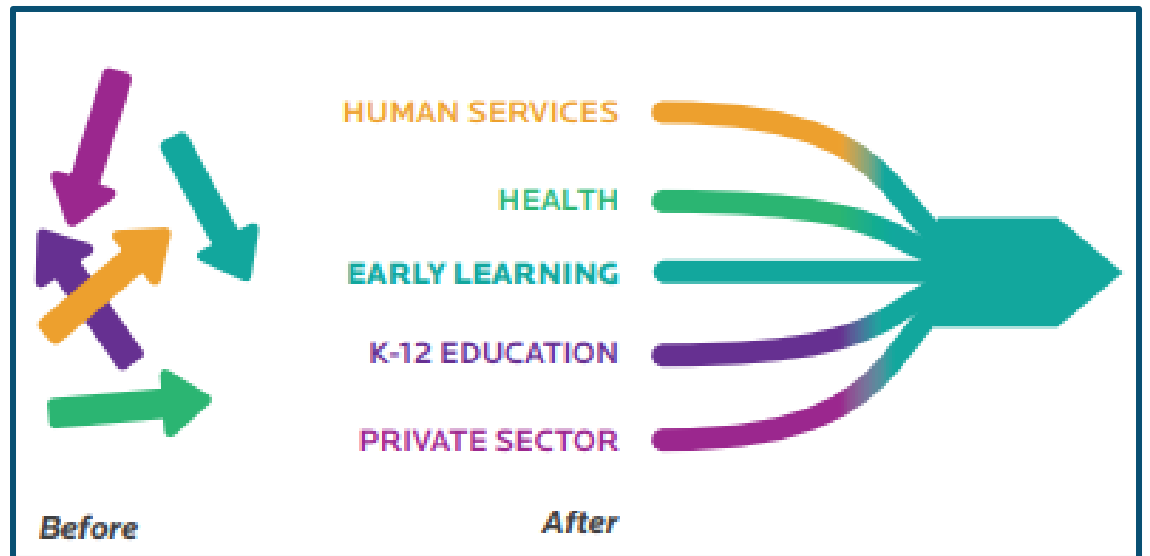 HUMAN SERVICES
HEALTH
EARLY LEARNING
K-12 EDUCATION
PRIVATE SECTOR
Before
After